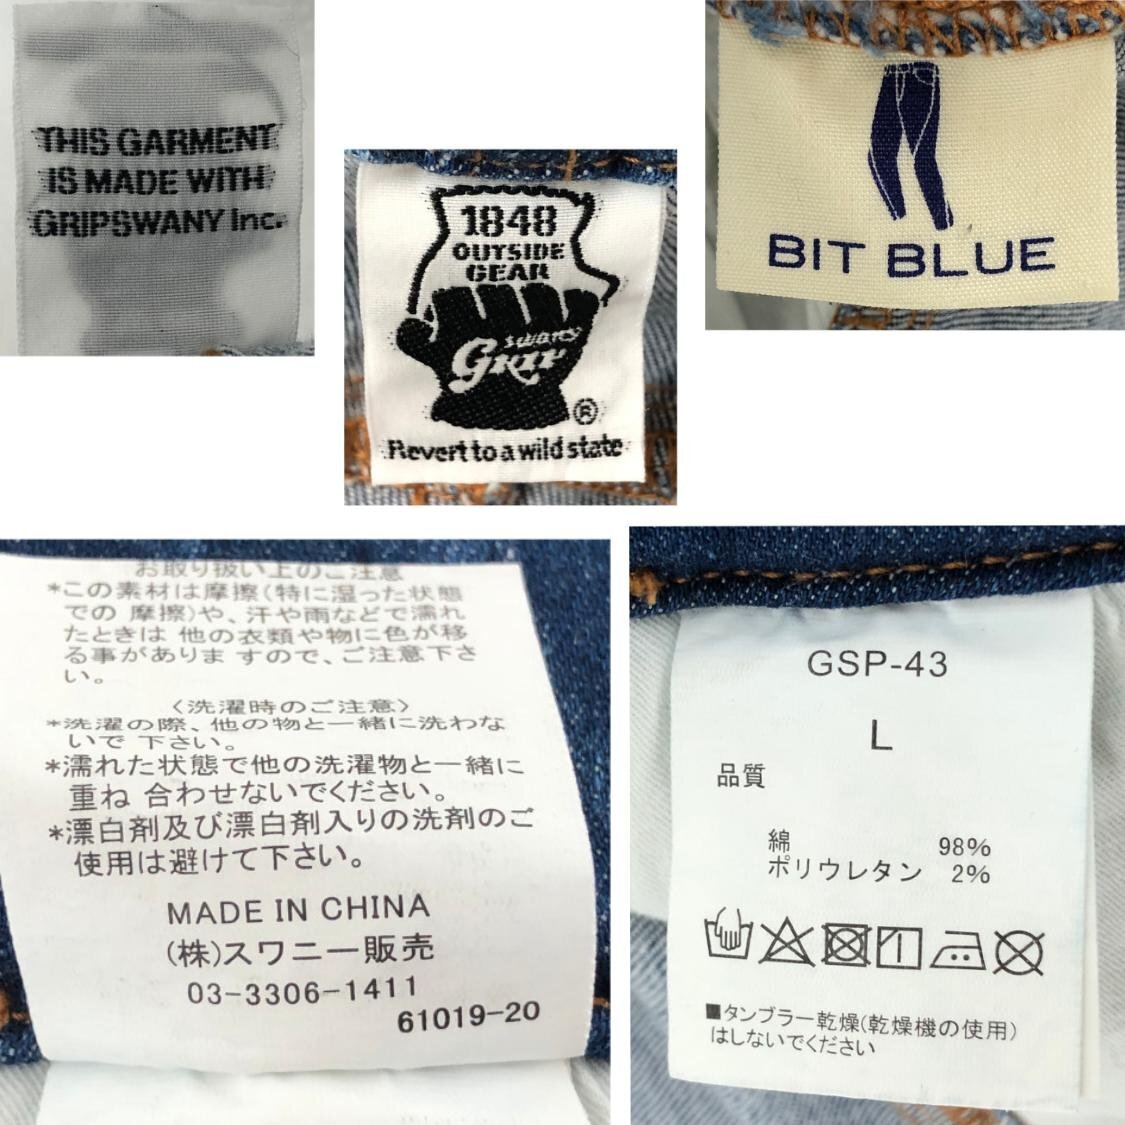 THIS GARMENT
IS MADE WITH
GRIPSWANY Inc.
1848
OUTSIDE
GEAR
SWANY
GRIP
®
Revert to a wild state
BIT BLUE
お取り扱い上のご注意
*この素材は摩擦(特に湿った状態
での 摩擦)や、汗や雨などで濡れ
たときは 他の衣類や物に色が移
る事がありま すので、ご注意下さ
い。
〈洗濯時のご注意〉
*洗濯の際、他の物と一緒に洗わな
いで 下さい。
*濡れた状態で他の洗濯物と一緒に
重ね 合わせないでください。
*漂白剤及び漂白剤入りの洗剤のご
使用は避けて下さい。
MADE IN CHINA
(株)スワニー販売
03-3306-1411
61019-20
GSP-43
L
品質
綿 98%
ポリウレタン 2%
■タンブラー乾燥(乾燥機の使用)
はしないでください